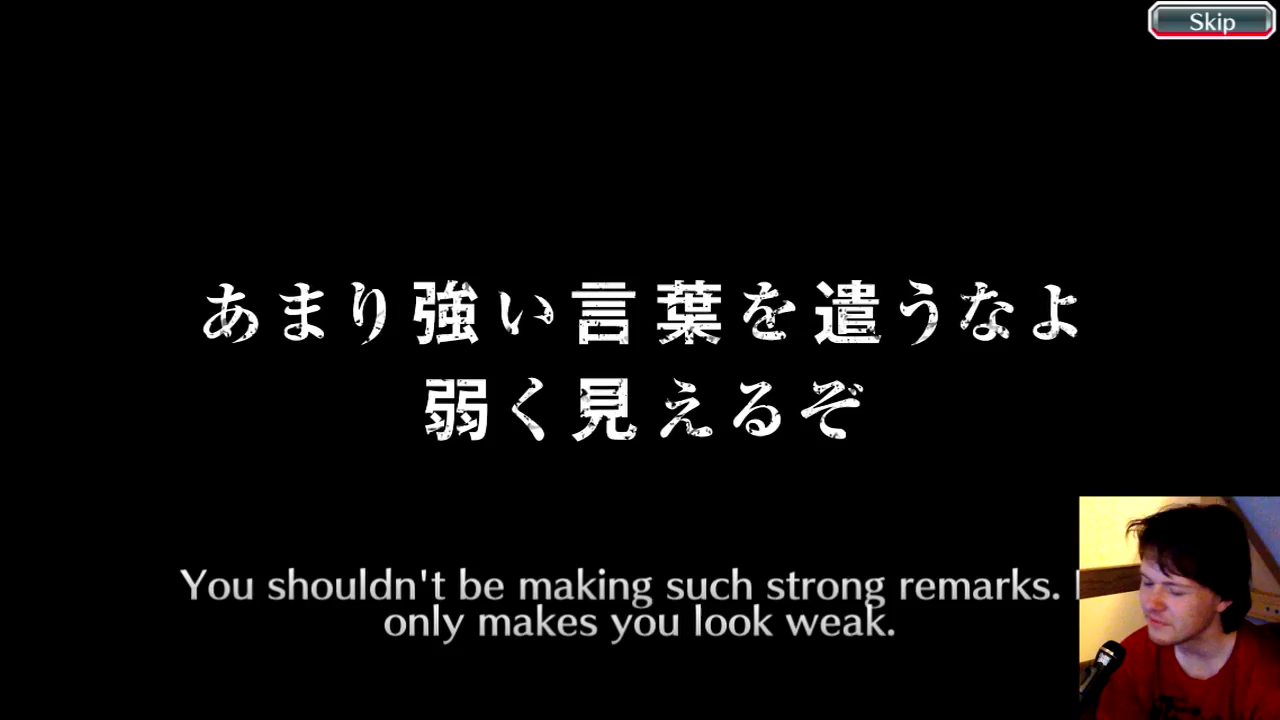 Skip
あまり強い言葉を遣うなよ
弱く見えるぞ
You shouldn't be making such strong remarks.
only makes you look weak.